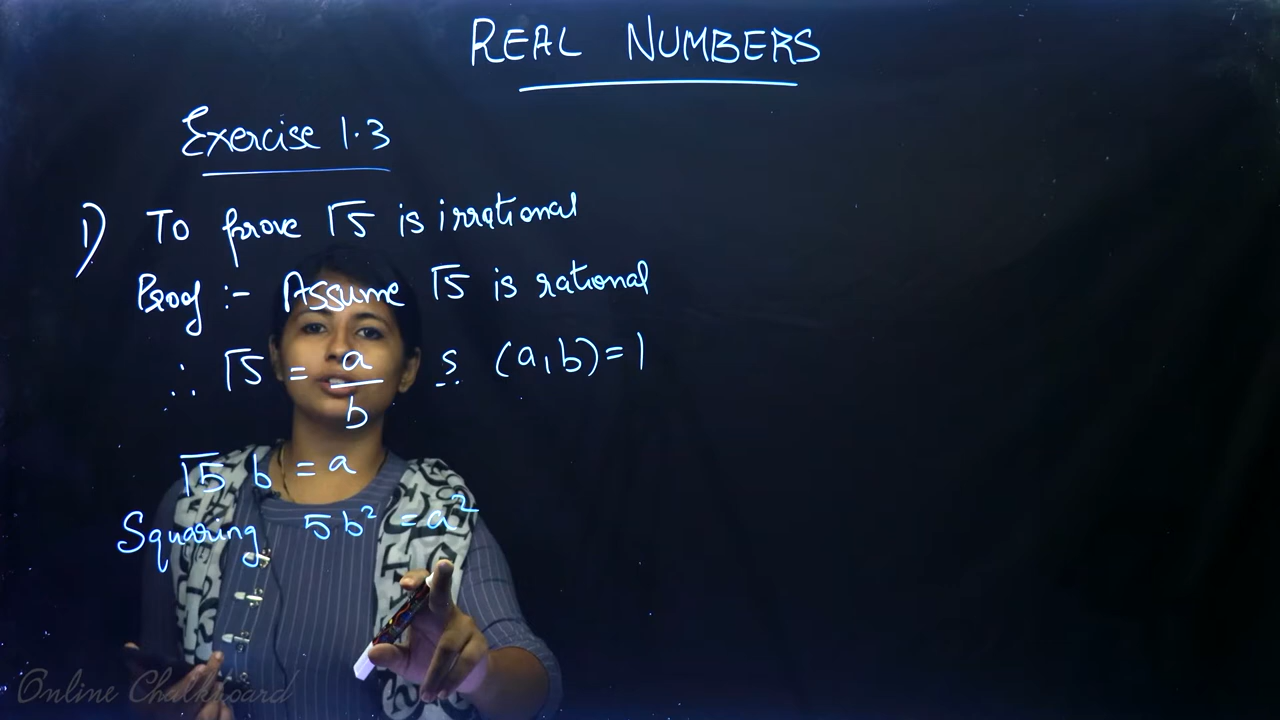 REAL NUMBERS
Exercise 1.3
1) To prove √5 is irrational
Proof :- Assume √5 is rational
∴ √5 = a/b s (a,b)=1
√5 b = a
Squaring 5b² = a²
Online Chalkboard